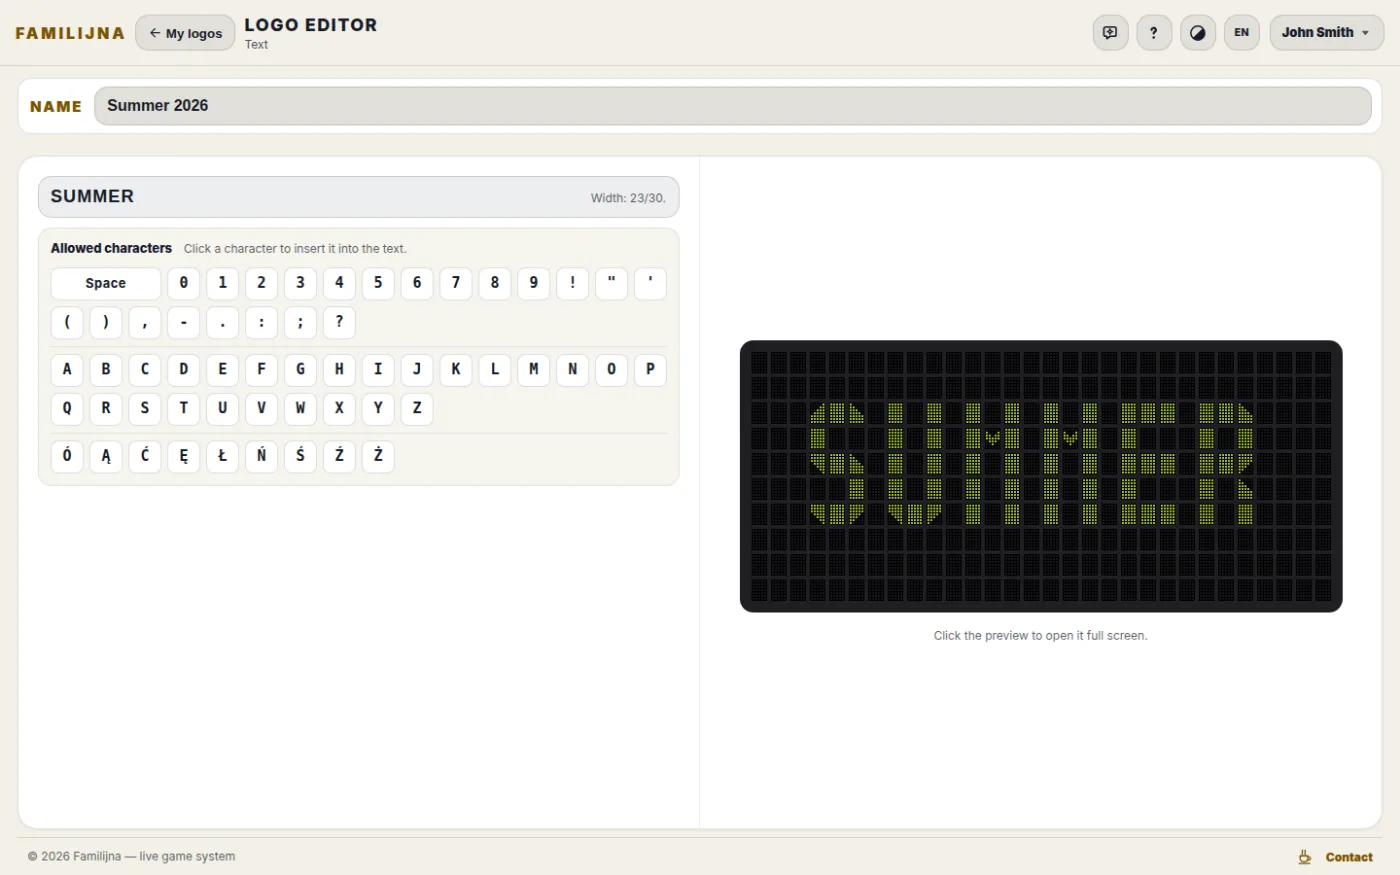 FAMILIJNA
← My logos
LOGO EDITOR
Text
?
EN
John Smith
NAME
Summer 2026
SUMMER
Width: 23/30.
Allowed characters Click a character to insert it into the text.
Space 0 1 2 3 4 5 6 7 8 9 ! " '
( ) , - . : ; ?
A B C D E F G H I J K L M N O P
Q R S T U V W X Y Z
Ó Ą Ć Ę Ł Ń Ś Ź Ż
SUMMER
Click the preview to open it full screen.
© 2026 Familijna — live game system
Contact